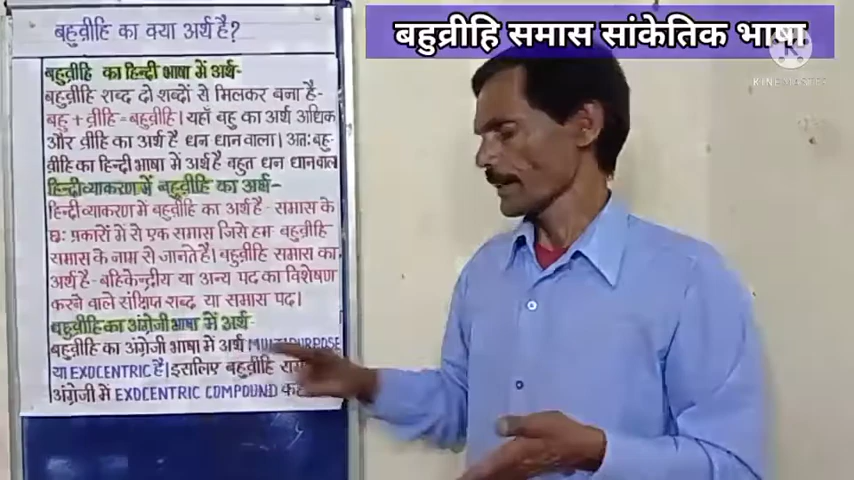 बहुव्रीहि समास सांकेतिक भाषा
KINEMASTER
बहुव्रीहि का क्या अर्थ है?
बहुव्रीहि का हिन्दी भाषा में अर्थ-
बहुव्रीहि शब्द दो शब्दों से मिलकर बना है-
बहु + व्रीहि = बहुव्रीहि। यहाँ बहु का अर्थ अधिक
और व्रीहि का अर्थ है धन धान वाला। अतः बहु-
व्रीहि का हिन्दी भाषा में अर्थ है बहुत धन धान वाल
हिन्दी व्याकरण में बहुव्रीहि का अर्थ-
हिन्दी व्याकरण में बहुव्रीहि का अर्थ है- समास के
छः प्रकारों में से एक समास जिसे हम बहुव्रीहि
समास के नाम से जानते है। बहुव्रीहि समास का
अर्थ है- बहिकेन्द्रीय या अन्य पद का विशेषण
करने वाले संक्षिप्त शब्द या समास पद।
बहुव्रीहि का अंग्रेजी भाषा में अर्थ-
बहुव्रीहि का अंग्रेजी भाषा में अर्थ MULTIPURPOSE
या EXOCENTRIC है। इसलिए बहुव्रीहि
अंग्रेजी में EXOCENTRIC COMPOUND